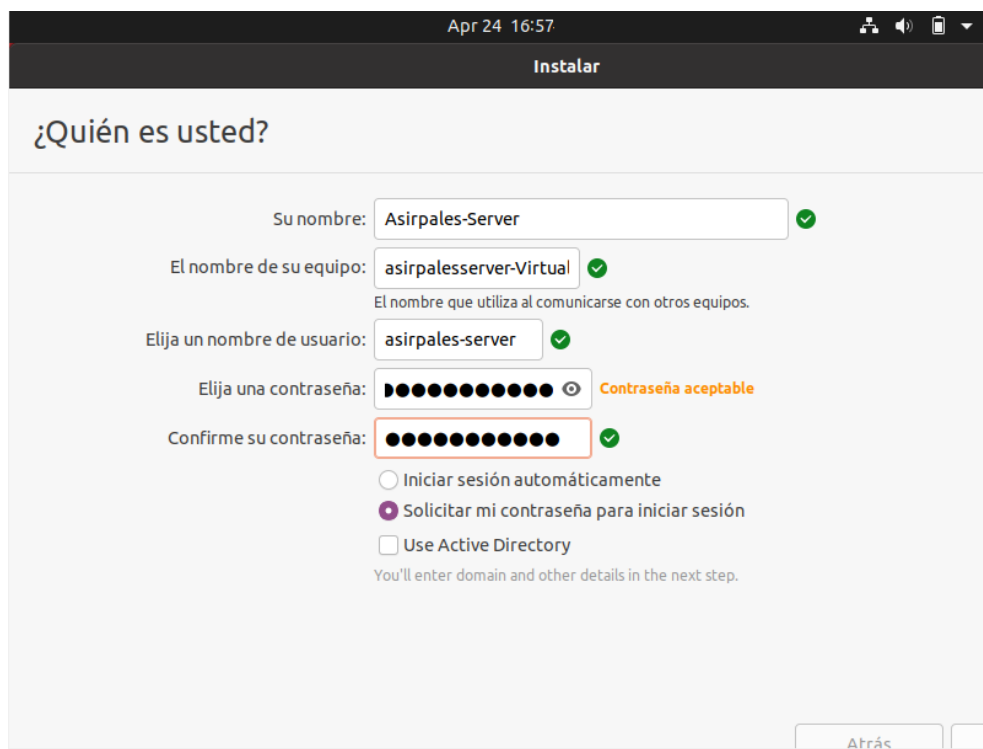 Apr 24 16:57
Instalar
¿Quién es usted?
Su nombre: Asirpales-Server
El nombre de su equipo: asirpalesserver-Virtual
El nombre que utiliza al comunicarse con otros equipos.
Elija un nombre de usuario: asirpales-server
Elija una contraseña: Contraseña aceptable
Confirme su contraseña:
Iniciar sesión automáticamente
Solicitar mi contraseña para iniciar sesión
Use Active Directory
You'll enter domain and other details in the next step.
Atrás